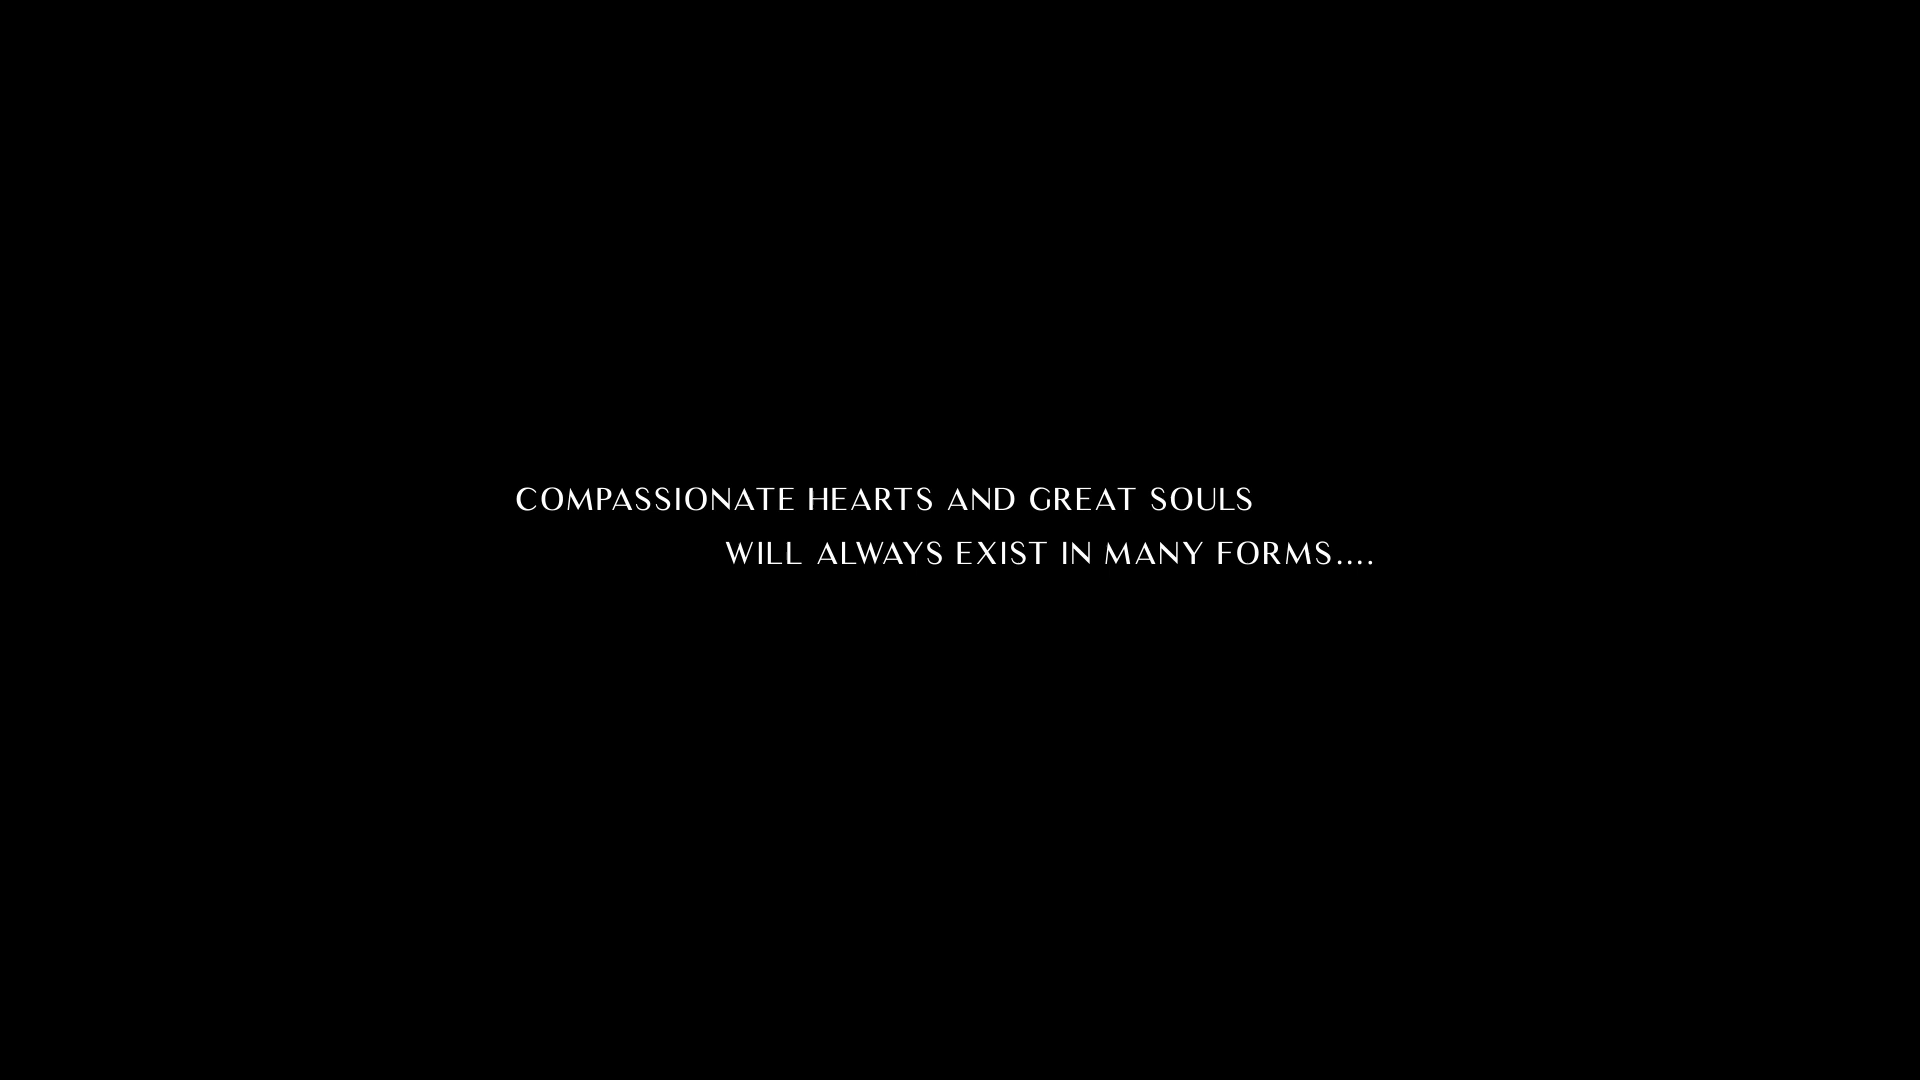 COMPASSIONATE HEARTS AND GREAT SOULS
WILL ALWAYS EXIST IN MANY FORMS....